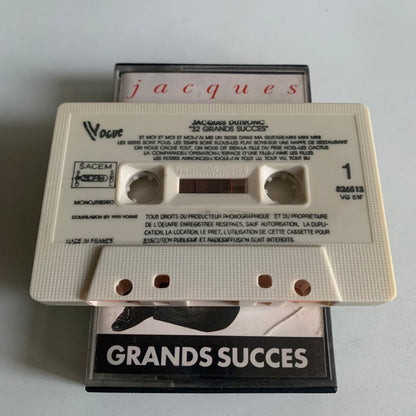 jacques
Vogue
JACQUES DUTRONC
"32 GRANDS SUCCES"
ET MOI ET MOI ET MOI-J'AI MIS UN TIGRE DANS MA GUITARE-MINI MINI MINI
LES GENS SONT FOUS, LES TEMPS SONT FLOUS-LES PLAY BOYS-SUR UNE NAPPE DE RESTAURANT
ON NOUS CACHE TOUT, ON NOUS DIT RIEN-LA FILLE DU PERE NOEL-LES CACTUS
LA COMPAPADE-L'OPERATION-L'ESPACE D'UNE FILLE-J'AIME LES FILLES
LES PETITES ANNONCES-L'IDOLE-J'AI TOUT LU, TOUT VU, TOUT BU
SACEM
1
MONO/STEREO
826513
COMPILATION (P) 1990 VOGUE
VG 51
MADE IN FRANCE
TOUS DROITS DU PRODUCTEUR PHONOGRAPHIQUE ET DU PROPRIETAIRE
DE L'OEUVRE ENREGISTREE RESERVES, SAUF AUTORISATION, LA DUPLI-
CATION, LA LOCATION, LE PRET, L'UTILISATION DE CETTE CASSETTE POUR
EXECUTION PUBLIQUE ET RADIODIFFUSION SONT INTERDITS.
GRANDS SUCCES